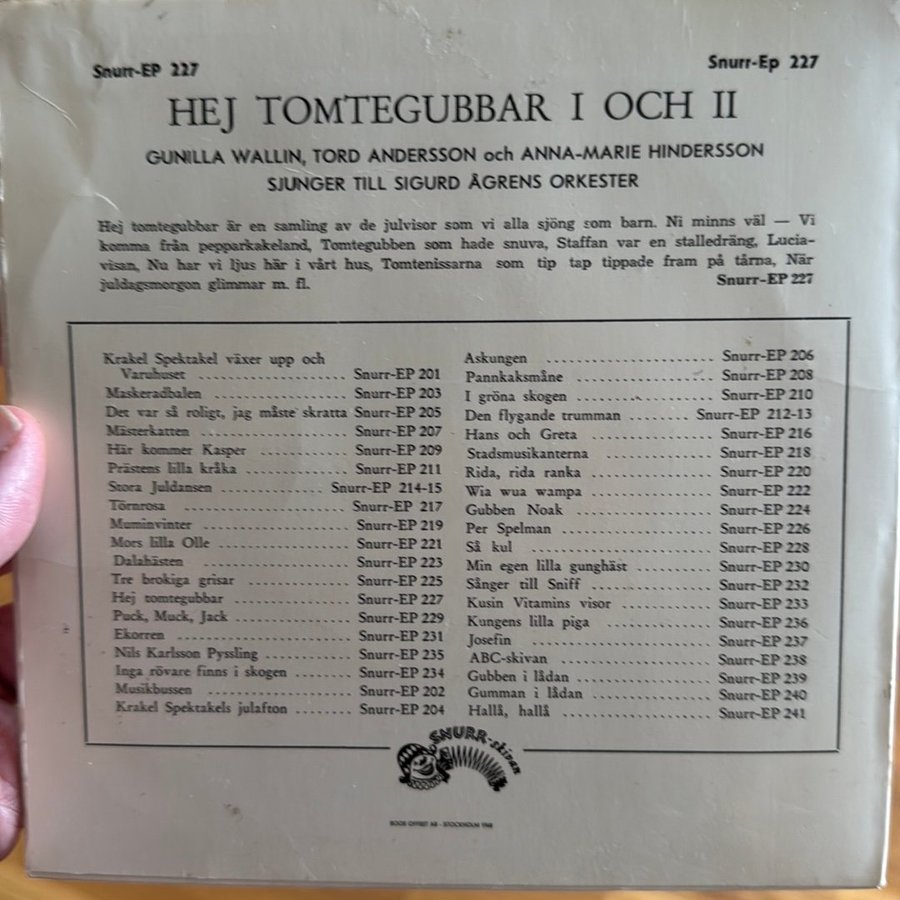 Snurr-EP 227
Snurr-Ep 227
HEJ TOMTEGUBBAR I OCH II
GUNILLA WALLIN, TORD ANDERSSON och ANNA-MARIE HINDERSSON
SJUNGER TILL SIGURD ÅGRENS ORKESTER
Hej tomtegubbar är en samling av de julvisor som vi alla sjöng som barn. Ni minns väl — Vi
komma från pepparkakeland, Tomtegubben som hade snuva, Staffan var en stalledräng, Lucia-
visan, Nu har vi ljus här i vårt hus, Tomtenissarna som tip tap tippade fram på tårna, När
juldagsmorgon glimmar m. fl.
Snurr-EP 227
Krakel Spektakel växer upp och
Varuhuset .................. Snurr-EP 201
Maskeradbalen ................ Snurr-EP 203
Det var så roligt, jag måste skratta Snurr-EP 205
Mästerkatten .................. Snurr-EP 207
Här kommer Kasper ............ Snurr-EP 209
Prästens lilla kråka ............. Snurr-EP 211
Stora Juldansen .............. Snurr-EP 214-15
Törnrosa .................... Snurr-EP 217
Muminvinter .................. Snurr-EP 219
Mors lilla Olle ................ Snurr-EP 221
Dalahästen .................. Snurr-EP 223
Tre brokiga grisar ............ Snurr-EP 225
Hej tomtegubbar .............. Snurr-EP 227
Puck, Muck, Jack .............. Snurr-EP 229
Ekorren .................... Snurr-EP 231
Nils Karlsson Pyssling .......... Snurr-EP 235
Inga rövare finns i skogen ........ Snurr-EP 234
Musikbussen .................. Snurr-EP 202
Krakel Spektakels julafton ........ Snurr-EP 204
Askungen .................... Snurr-EP 206
Pannkaksmåne ................ Snurr-EP 208
I gröna skogen ................ Snurr-EP 210
Den flygande trumman ........ Snurr-EP 212-13
Hans och Greta .............. Snurr-EP 216
Stadsmusikanterna ............ Snurr-EP 218
Rida, rida ranka .............. Snurr-EP 220
Wia wua wampa .............. Snurr-EP 222
Gubben Noak ................ Snurr-EP 224
Per Spelman ................ Snurr-EP 226
Så kul ...................... Snurr-EP 228
Min egen lilla gunghäst ........ Snurr-EP 230
Sånger till Sniff .............. Snurr-EP 232
Kusin Vitamins visor .......... Snurr-EP 233
Kungens lilla piga ............ Snurr-EP 236
Josefin ...................... Snurr-EP 237
ABC-skivan .................. Snurr-EP 238
Gubben i lådan .............. Snurr-EP 239
Gumman i lådan .............. Snurr-EP 240
Hallå, hallå .................. Snurr-EP 241
SNURR-skivan
OFFSET AB - STOCKHOLM